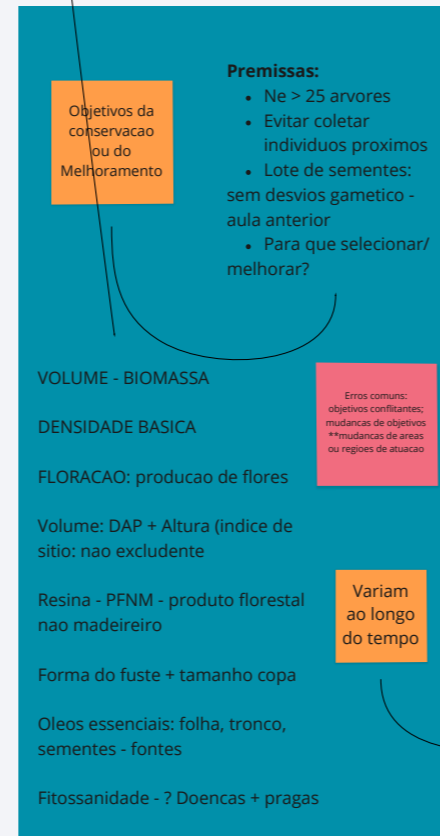 Objetivos da
conservacao
ou do
Melhoramento
Premissas:
• Ne > 25 arvores
• Evitar coletar
individuos proximos
• Lote de sementes:
sem desvios gametico -
aula anterior
• Para que selecionar/
melhorar?
VOLUME - BIOMASSA
DENSIDADE BASICA
FLORACAO: producao de flores
Volume: DAP + Altura (indice de
sitio: nao excludente
Resina - PFNM - produto florestal
nao madeireiro
Forma do fuste + tamanho copa
Oleos essenciais: folha, tronco,
sementes - fontes
Fitossanidade - ? Doencas + pragas
Erros comuns:
objetivos conflitantes;
mudancas de objetivos
**mudancas de areas
ou regioes de atuacao
Variam
ao longo
do tempo